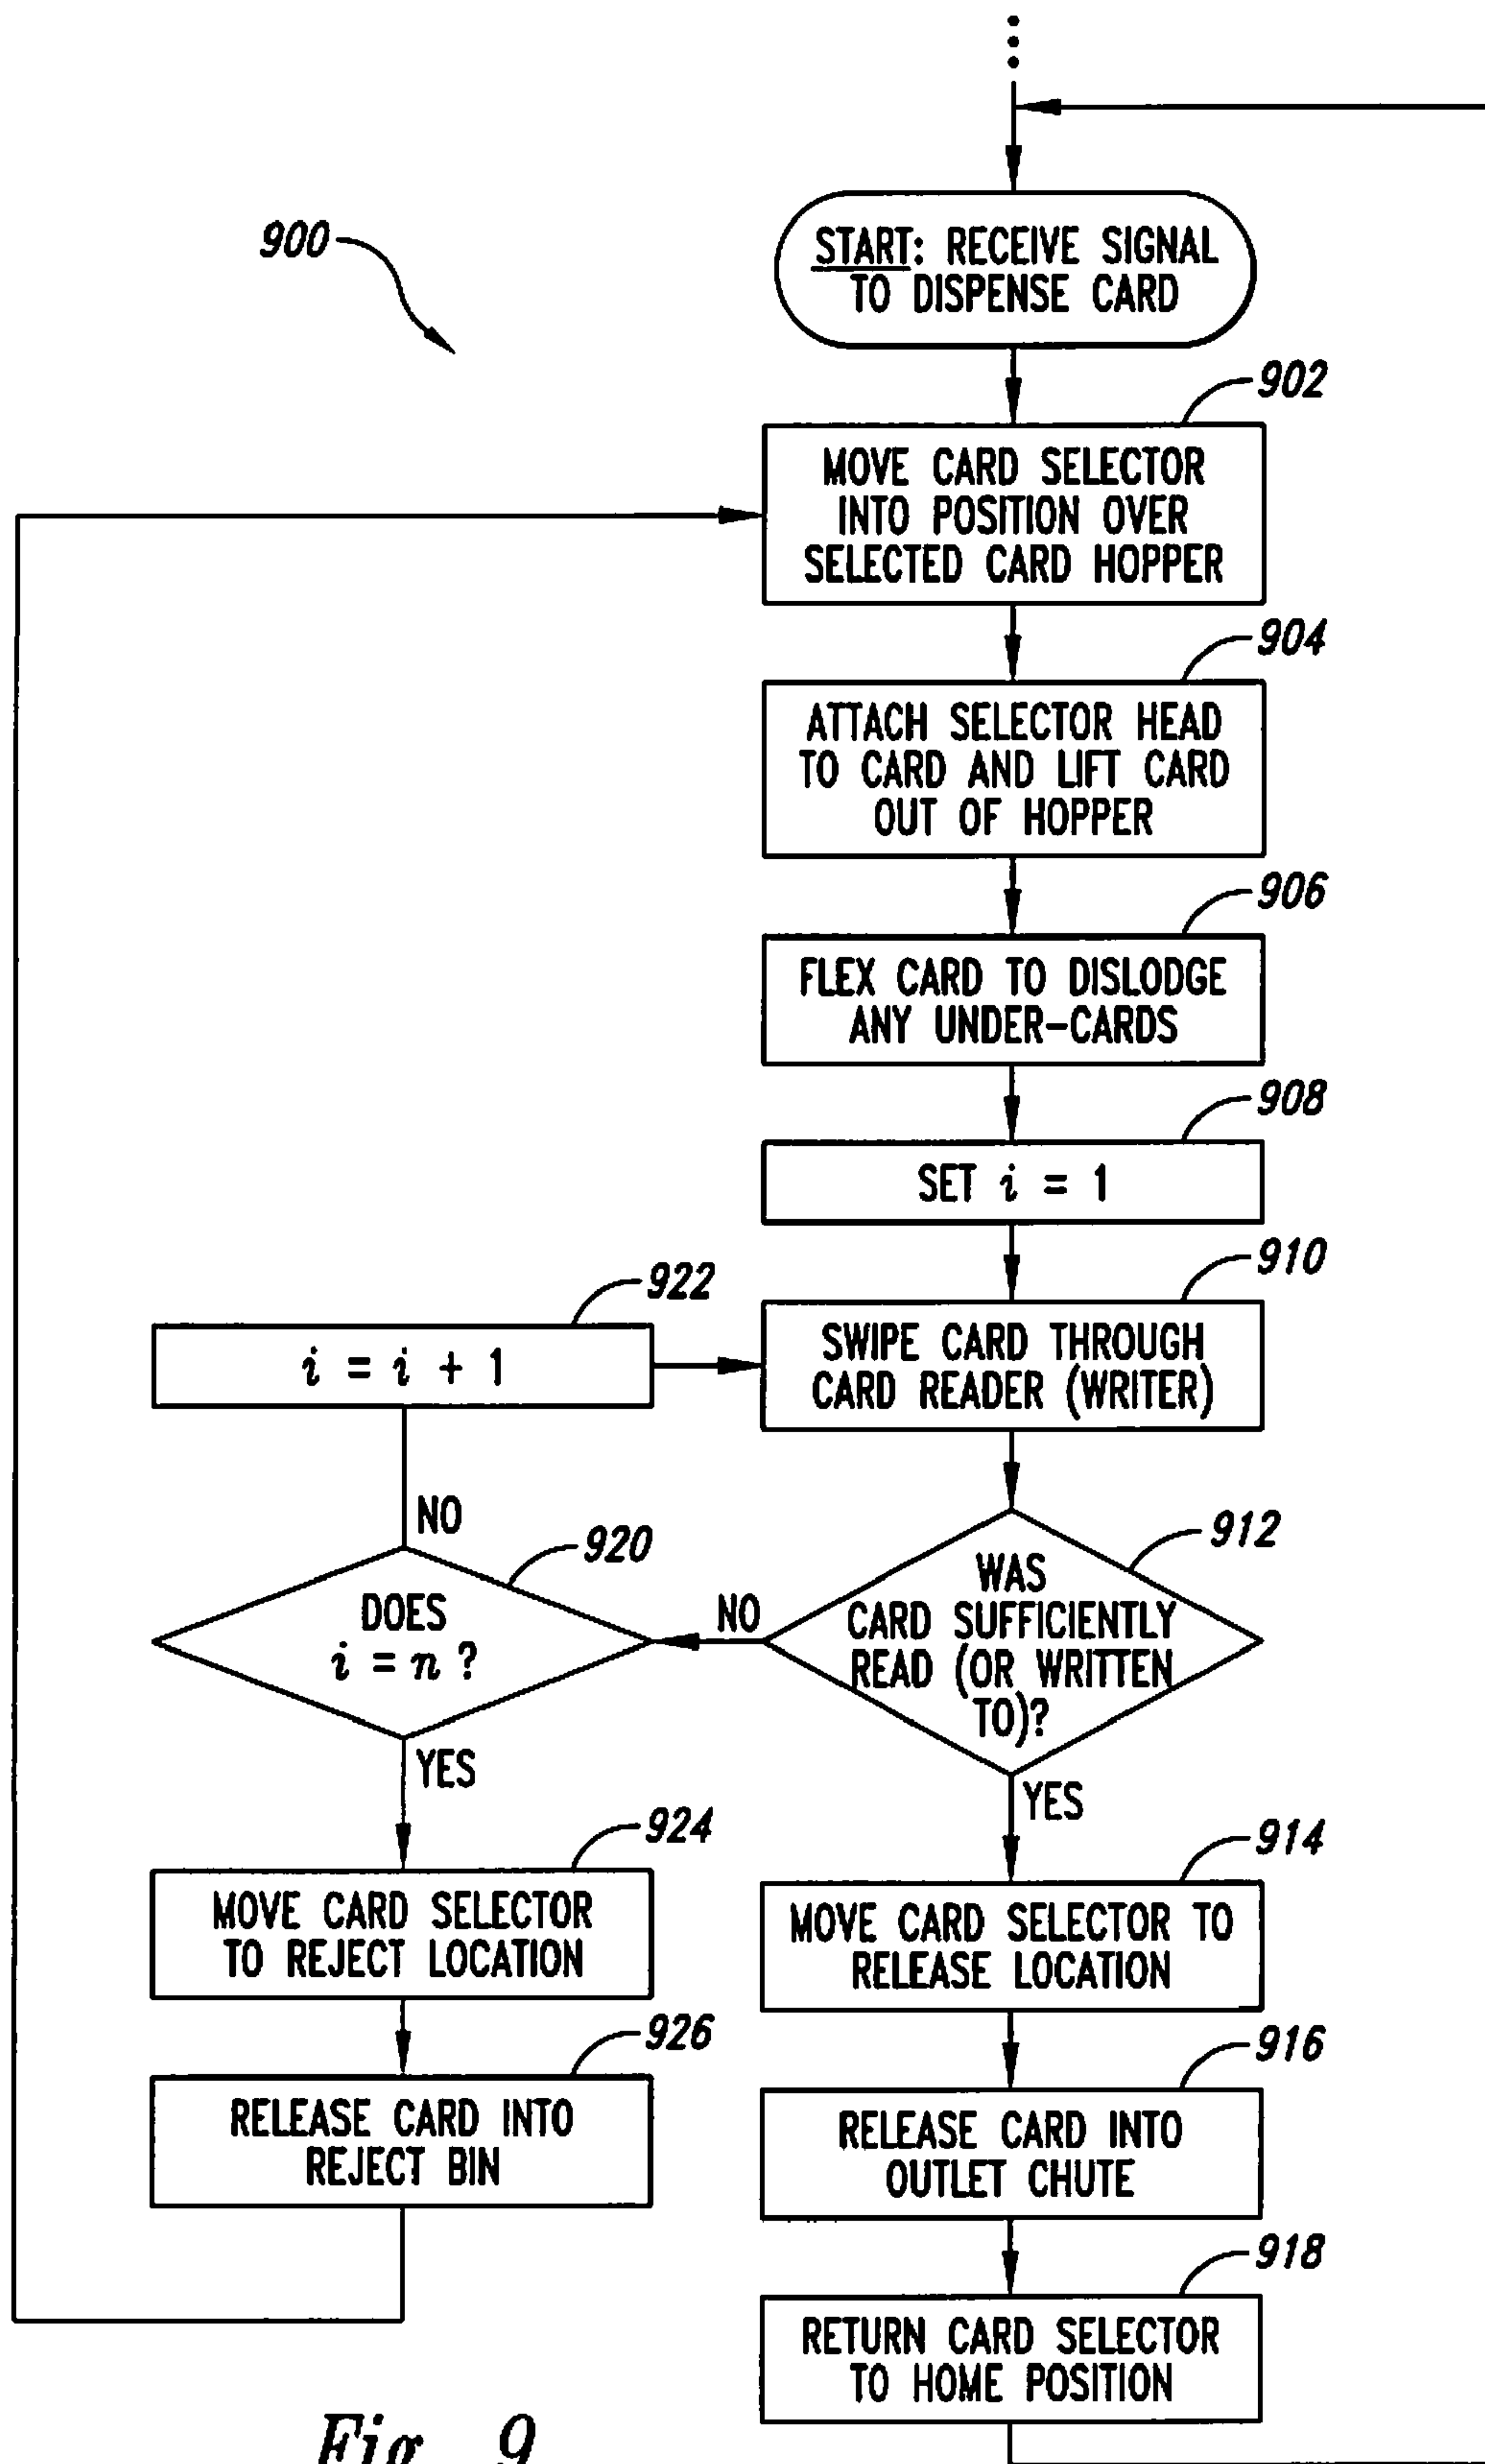 900
START: RECEIVE SIGNAL
TO DISPENSE CARD
902
MOVE CARD SELECTOR
INTO POSITION OVER
SELECTED CARD HOPPER
904
ATTACH SELECTOR HEAD
TO CARD AND LIFT CARD
OUT OF HOPPER
906
FLEX CARD TO DISLODGE
ANY UNDER-CARDS
908
SET i = 1
910
SWIPE CARD THROUGH
CARD READER (WRITER)
922
i = i + 1
912
WAS
CARD SUFFICIENTLY
READ (OR WRITTEN
TO)?
NO
920
DOES
i = n ?
NO
YES
924
MOVE CARD SELECTOR
TO REJECT LOCATION
926
RELEASE CARD INTO
REJECT BIN
YES
914
MOVE CARD SELECTOR TO
RELEASE LOCATION
916
RELEASE CARD INTO
OUTLET CHUTE
918
RETURN CARD SELECTOR
TO HOME POSITION
Fig. 9